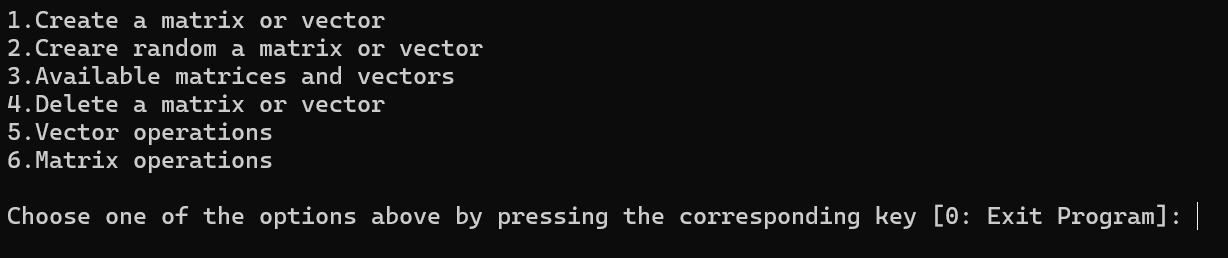 1.Create a matrix or vector
2.Creare random a matrix or vector
3.Available matrices and vectors
4.Delete a matrix or vector
5.Vector operations
6.Matrix operations
Choose one of the options above by pressing the corresponding key [0: Exit Program]: